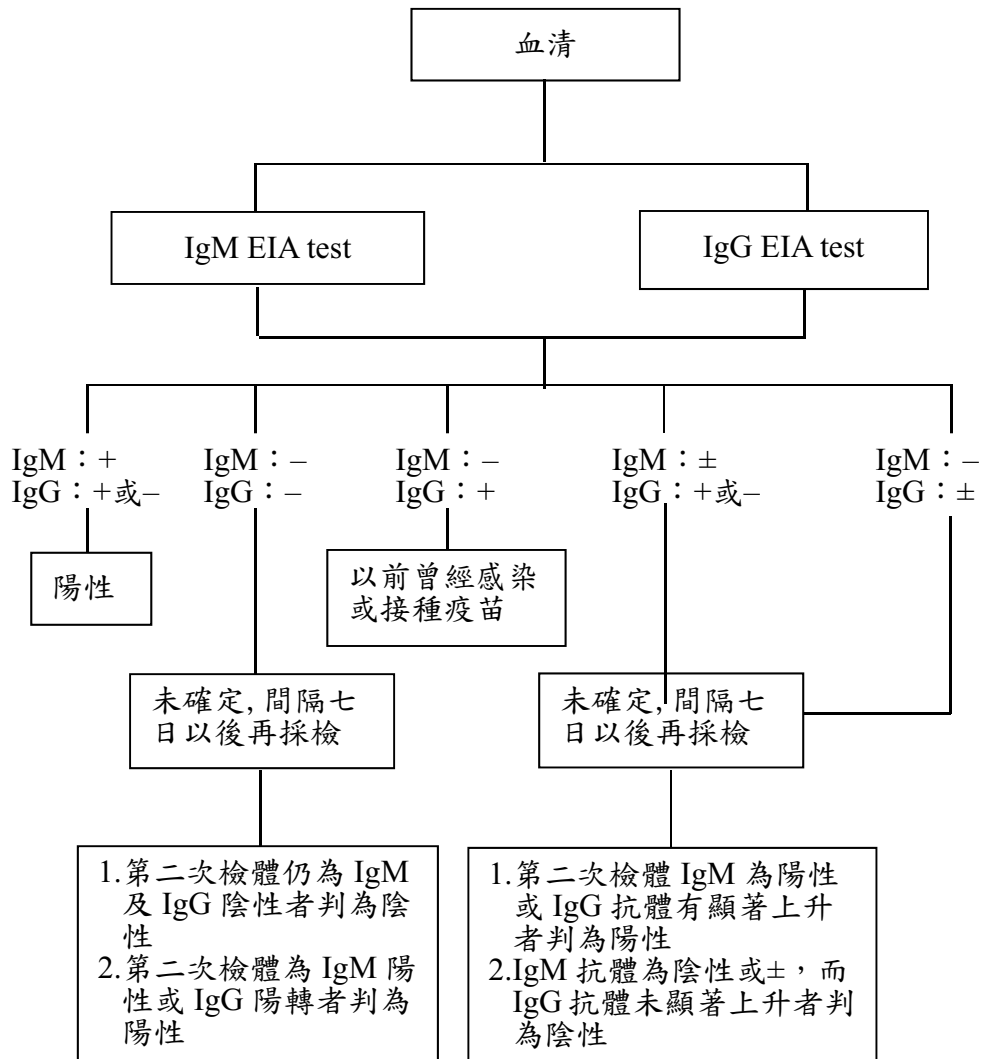 血清
IgM EIA test
IgG EIA test
IgM：+
IgG：+或–
IgM：–
IgG：–
IgM：–
IgG：+
IgM：±
IgG：+或–
IgM：–
IgG：±
陽性
以前曾經感染
或接種疫苗
未確定, 間隔七
日以後再採檢
未確定, 間隔七
日以後再採檢
1.第二次檢體仍為 IgM
及 IgG 陰性者判為陰
性
2.第二次檢體為 IgM 陽
性或 IgG 陽轉者判為
陽性
1.第二次檢體 IgM 為陽性
或 IgG 抗體有顯著上升
者判為陽性
2.IgM 抗體為陰性或±，而
IgG 抗體未顯著上升者判
為陰性